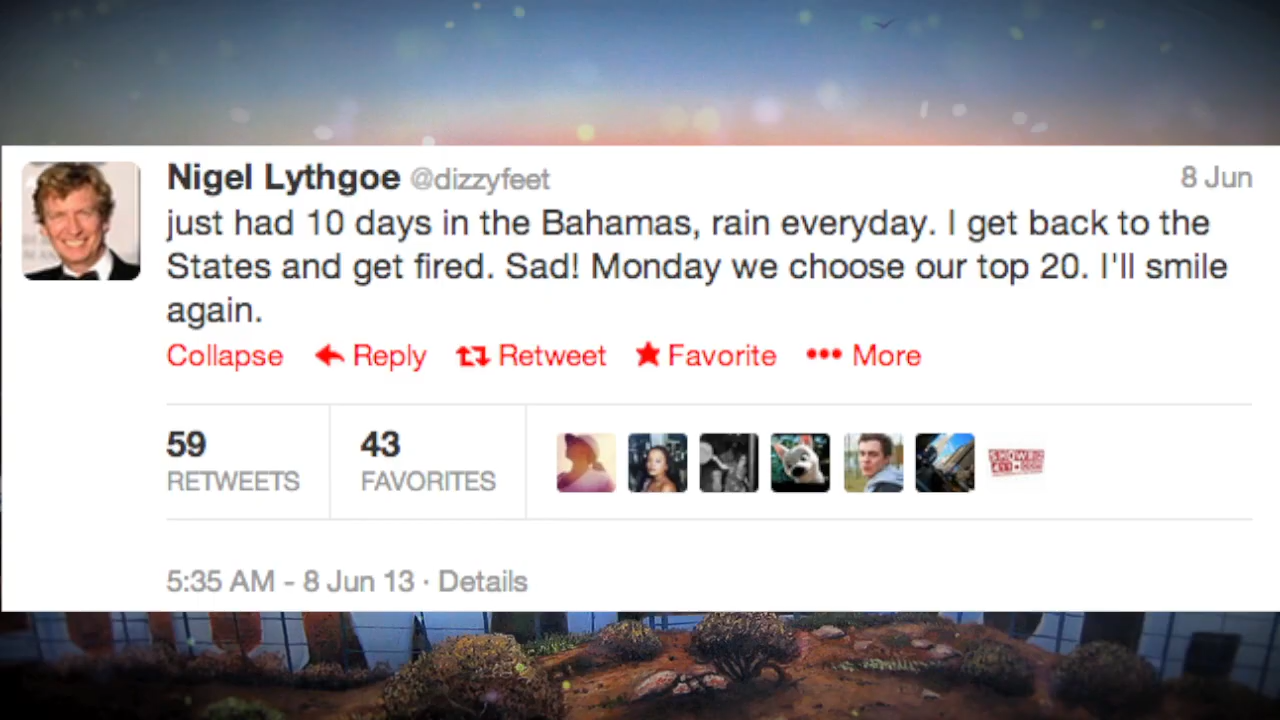 Nigel Lythgoe @dizzyfeet 8 Jun
just had 10 days in the Bahamas, rain everyday. I get back to the
States and get fired. Sad! Monday we choose our top 20. I'll smile
again.
Collapse Reply Retweet Favorite More
59 43
RETWEETS FAVORITES
5:35 AM - 8 Jun 13 · Details